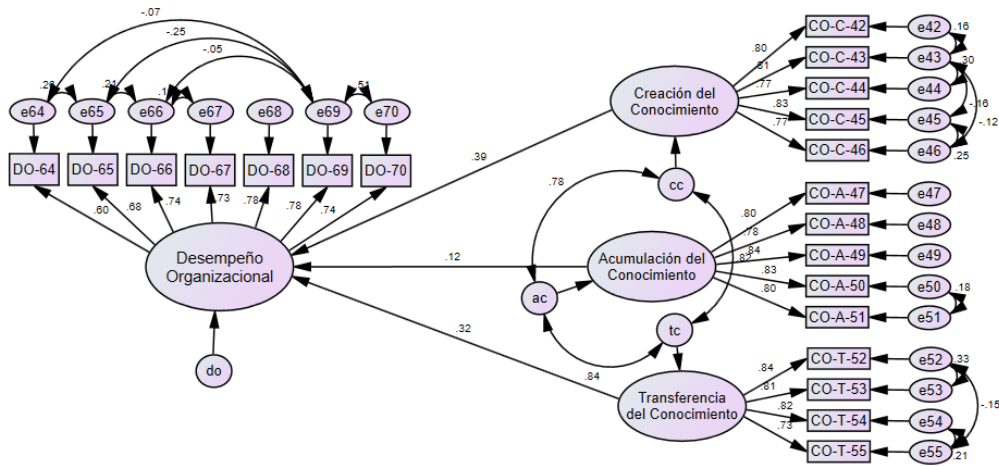 -.07
-.25
-.05
.20
.21
.51
e64
e65
e66
e67
e68
e69
e70
DO-64
DO-65
DO-66
DO-67
DO-68
DO-69
DO-70
.60
.68
.74
.73
.78
.78
.74
Desempeño
Organizacional
do
.39
.12
.32
.84
.78
.82
Creación del
Conocimiento
cc
Acumulación del
Conocimiento
ac
tc
Transferencia
del Conocimiento
.80
.81
.77
.83
.77
CO-C-42
CO-C-43
CO-C-44
CO-C-45
CO-C-46
e42
e43
e44
e45
e46
.16
.30
-.16
-.12
.25
.80
.78
.84
.83
.80
CO-A-47
CO-A-48
CO-A-49
CO-A-50
CO-A-51
e47
e48
e49
e50
e51
.18
.84
.81
.82
.73
CO-T-52
CO-T-53
CO-T-54
CO-T-55
e52
e53
e54
e55
.33
-.15
.21